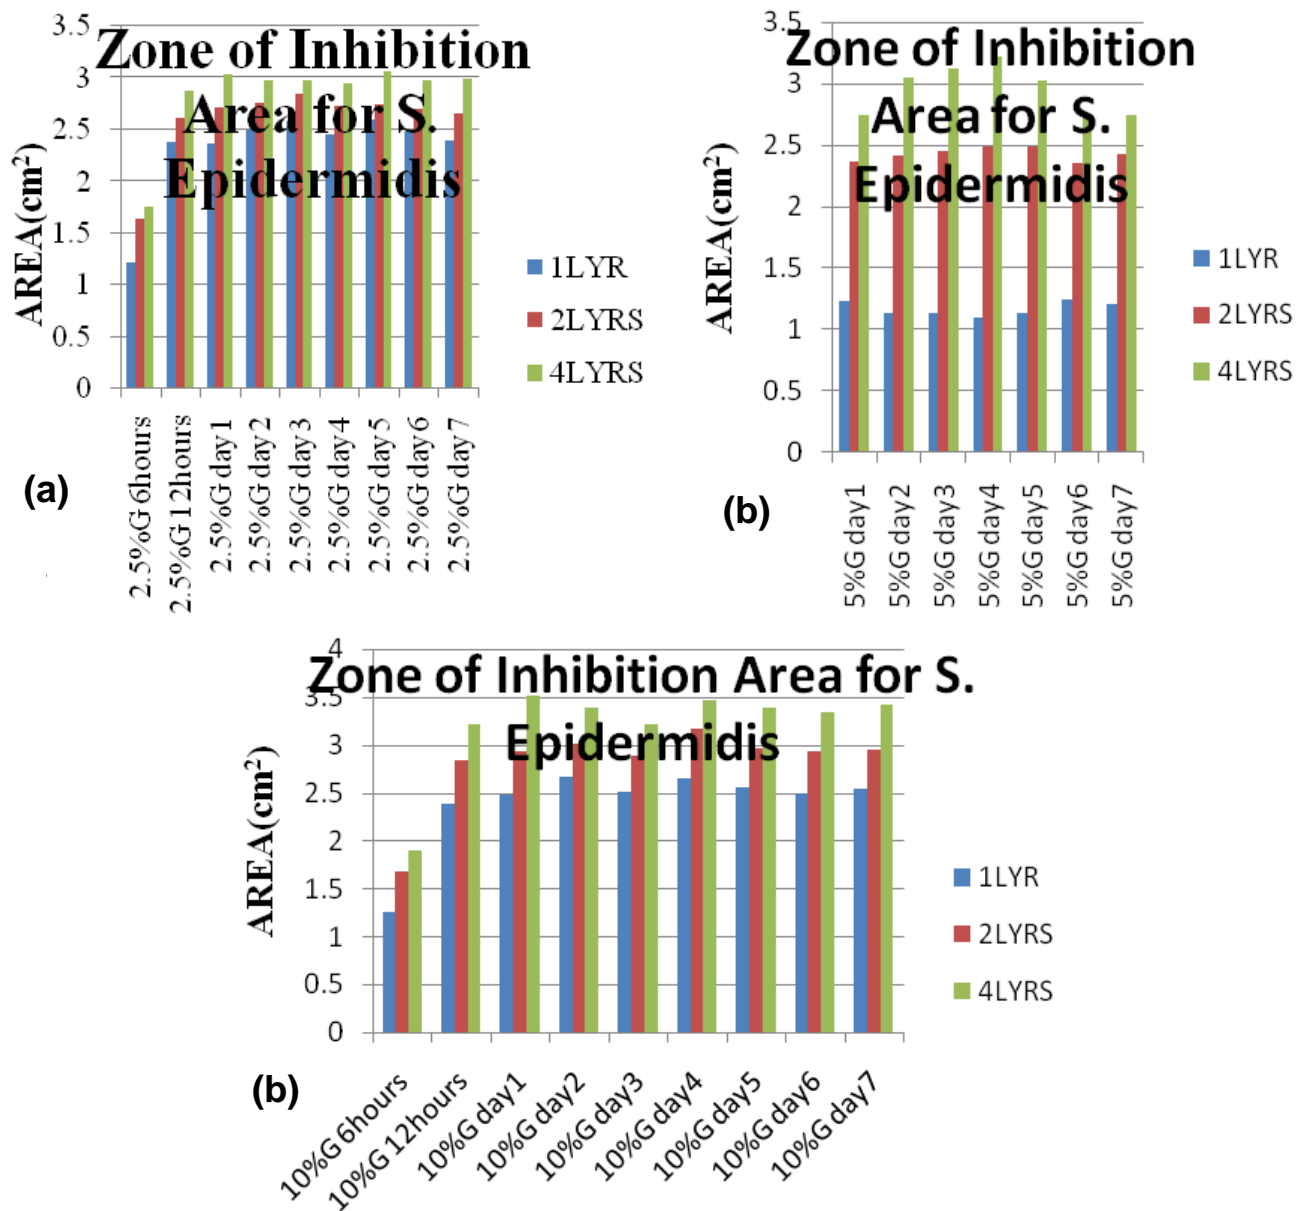 Zone of Inhibition
Area for S.
Epidermidis
AREA(cm²)
3.5
3
2.5
2
1.5
1
0.5
0
2.5%G 6hours
2.5%G 12hours
2.5%G day1
2.5%G day2
2.5%G day3
2.5%G day4
2.5%G day5
2.5%G day6
2.5%G day7
1LYR
2LYRS
4LYRS
(a)
Zone of Inhibition
Area for S.
Epidermidis
AREA(cm²)
3.5
3
2.5
2
1.5
1
0.5
0
5%G day1
5%G day2
5%G day3
5%G day4
5%G day5
5%G day6
5%G day7
1LYR
2LYRS
4LYRS
(b)
Zone of Inhibition Area for S.
Epidermidis
AREA(cm²)
4
3.5
3
2.5
2
1.5
1
0.5
0
10%G 6hours
10%G 12hours
10%G day1
10%G day2
10%G day3
10%G day4
10%G day5
10%G day6
10%G day7
1LYR
2LYRS
4LYRS
(b)